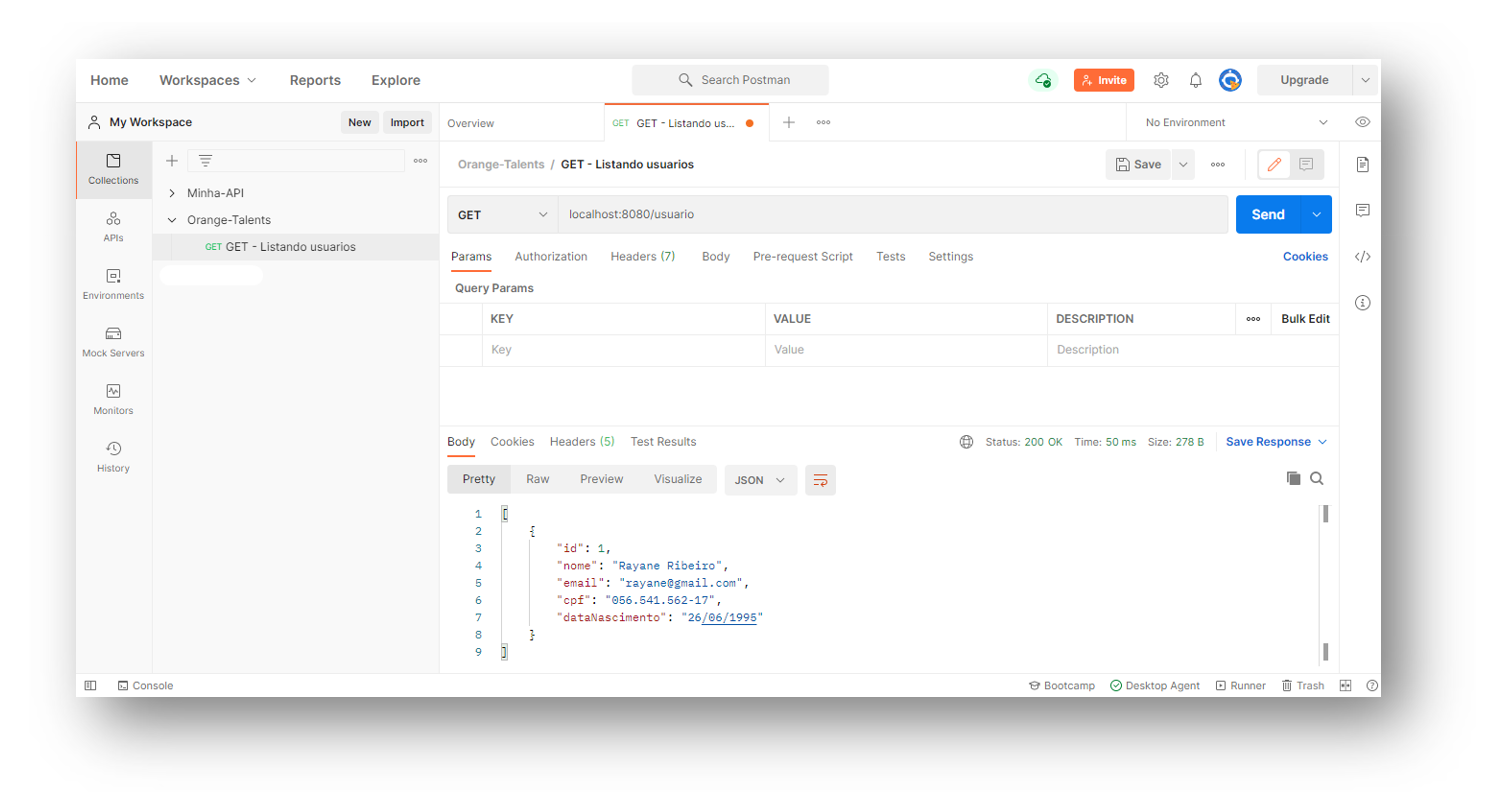 Home Workspaces Reports Explore Search Postman Invite Upgrade
My Workspace New Import Overview GET GET - Listando us... No Environment
Collections
APIs
Environments
Mock Servers
Monitors
History
Minha-API
Orange-Talents
GET GET - Listando usuarios
Orange-Talents / GET - Listando usuarios Save
GET localhost:8080/usuario Send
Params Authorization Headers (7) Body Pre-request Script Tests Settings Cookies
Query Params
KEY VALUE DESCRIPTION Bulk Edit
Key Value Description
Body Cookies Headers (5) Test Results Status: 200 OK Time: 50 ms Size: 278 B Save Response
Pretty Raw Preview Visualize JSON
1 [
2 {
3 "id": 1,
4 "nome": "Rayane Ribeiro",
5 "email": "rayane@gmail.com",
6 "cpf": "056.541.562-17",
7 "dataNascimento": "26/06/1995"
8 }
9 ]
Console Bootcamp Desktop Agent Runner Trash